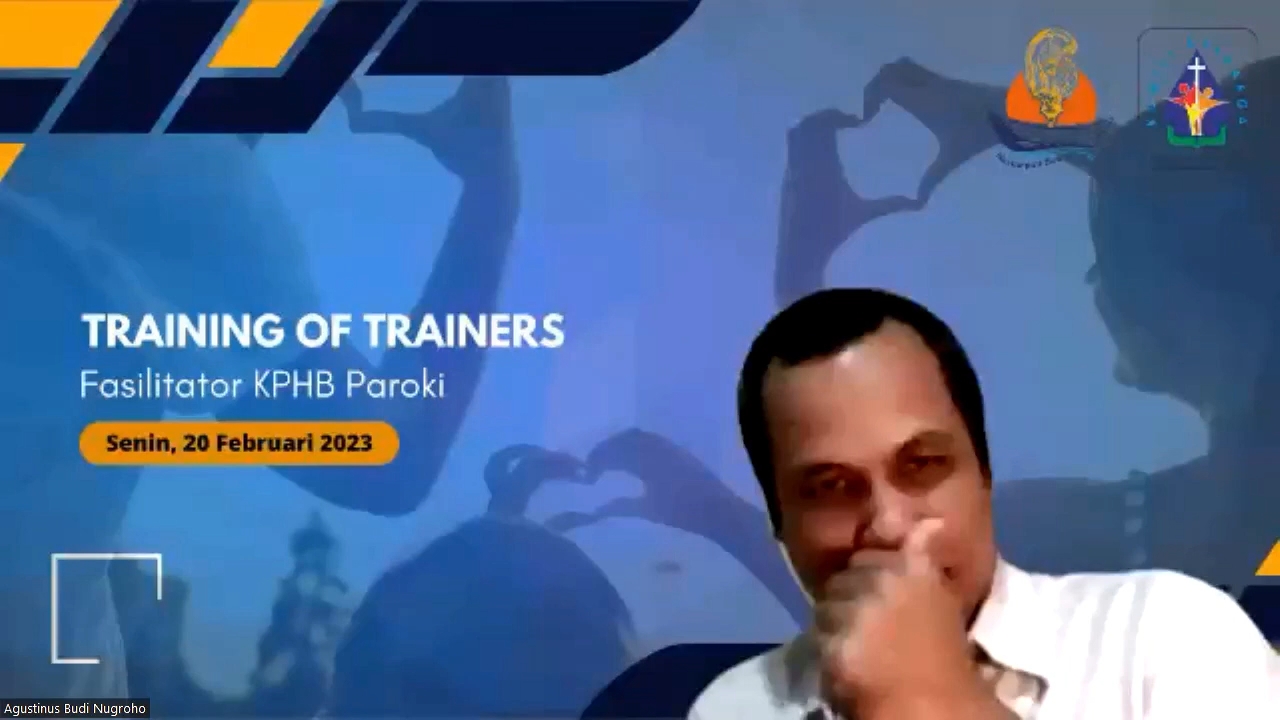 TRAINING OF TRAINERS
Fasilitator KPHB Paroki
Senin, 20 Februari 2023
Agustinus Budi Nugroho